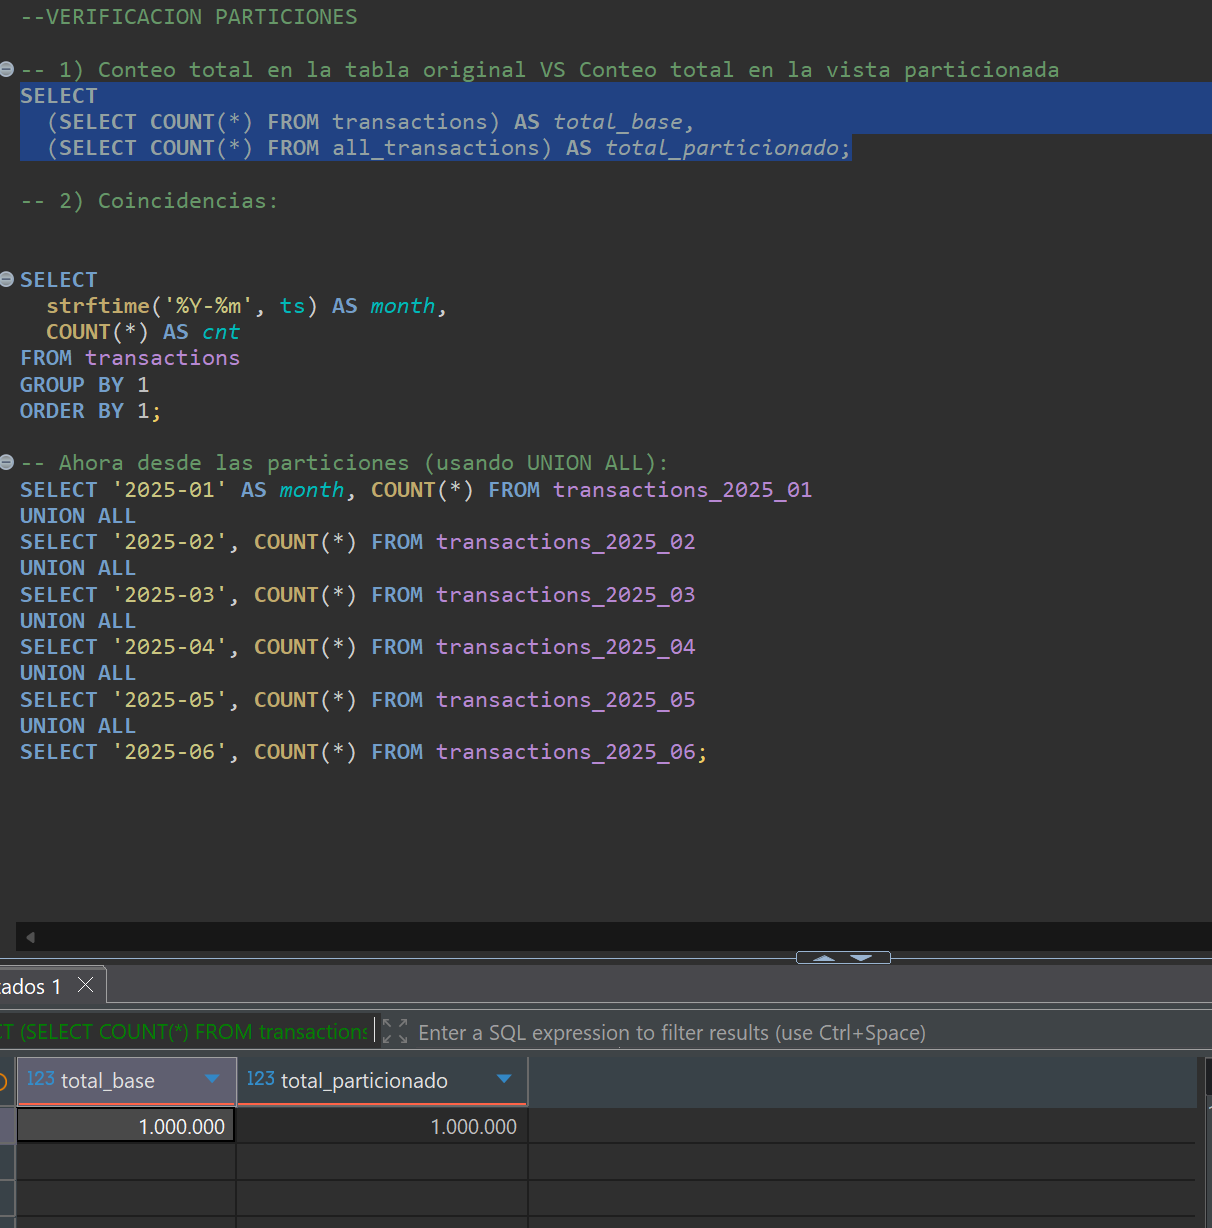 --VERIFICACION PARTICIONES
-- 1) Conteo total en la tabla original VS Conteo total en la vista particionada
SELECT
(SELECT COUNT(*) FROM transactions) AS total_base,
(SELECT COUNT(*) FROM all_transactions) AS total_particionado;
-- 2) Coincidencias:
SELECT
strftime('%Y-%m', ts) AS month,
COUNT(*) AS cnt
FROM transactions
GROUP BY 1
ORDER BY 1;
-- Ahora desde las particiones (usando UNION ALL):
SELECT '2025-01' AS month, COUNT(*) FROM transactions_2025_01
UNION ALL
SELECT '2025-02', COUNT(*) FROM transactions_2025_02
UNION ALL
SELECT '2025-03', COUNT(*) FROM transactions_2025_03
UNION ALL
SELECT '2025-04', COUNT(*) FROM transactions_2025_04
UNION ALL
SELECT '2025-05', COUNT(*) FROM transactions_2025_05
UNION ALL
SELECT '2025-06', COUNT(*) FROM transactions_2025_06;
ados 1
CT (SELECT COUNT(*) FROM transactions Enter a SQL expression to filter results (use Ctrl+Space)
123 total_base 123 total_particionado
1.000.000 1.000.000